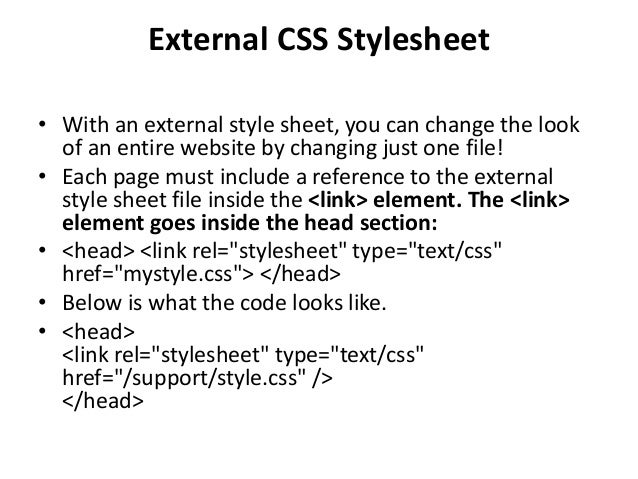 External CSS Stylesheet
• With an external style sheet, you can change the look
of an entire website by changing just one file!
• Each page must include a reference to the external
style sheet file inside the <link> element. The <link>
element goes inside the head section:
• <head> <link rel="stylesheet" type="text/css"
href="mystyle.css"> </head>
• Below is what the code looks like.
• <head>
<link rel="stylesheet" type="text/css"
href="/support/style.css" />
</head>